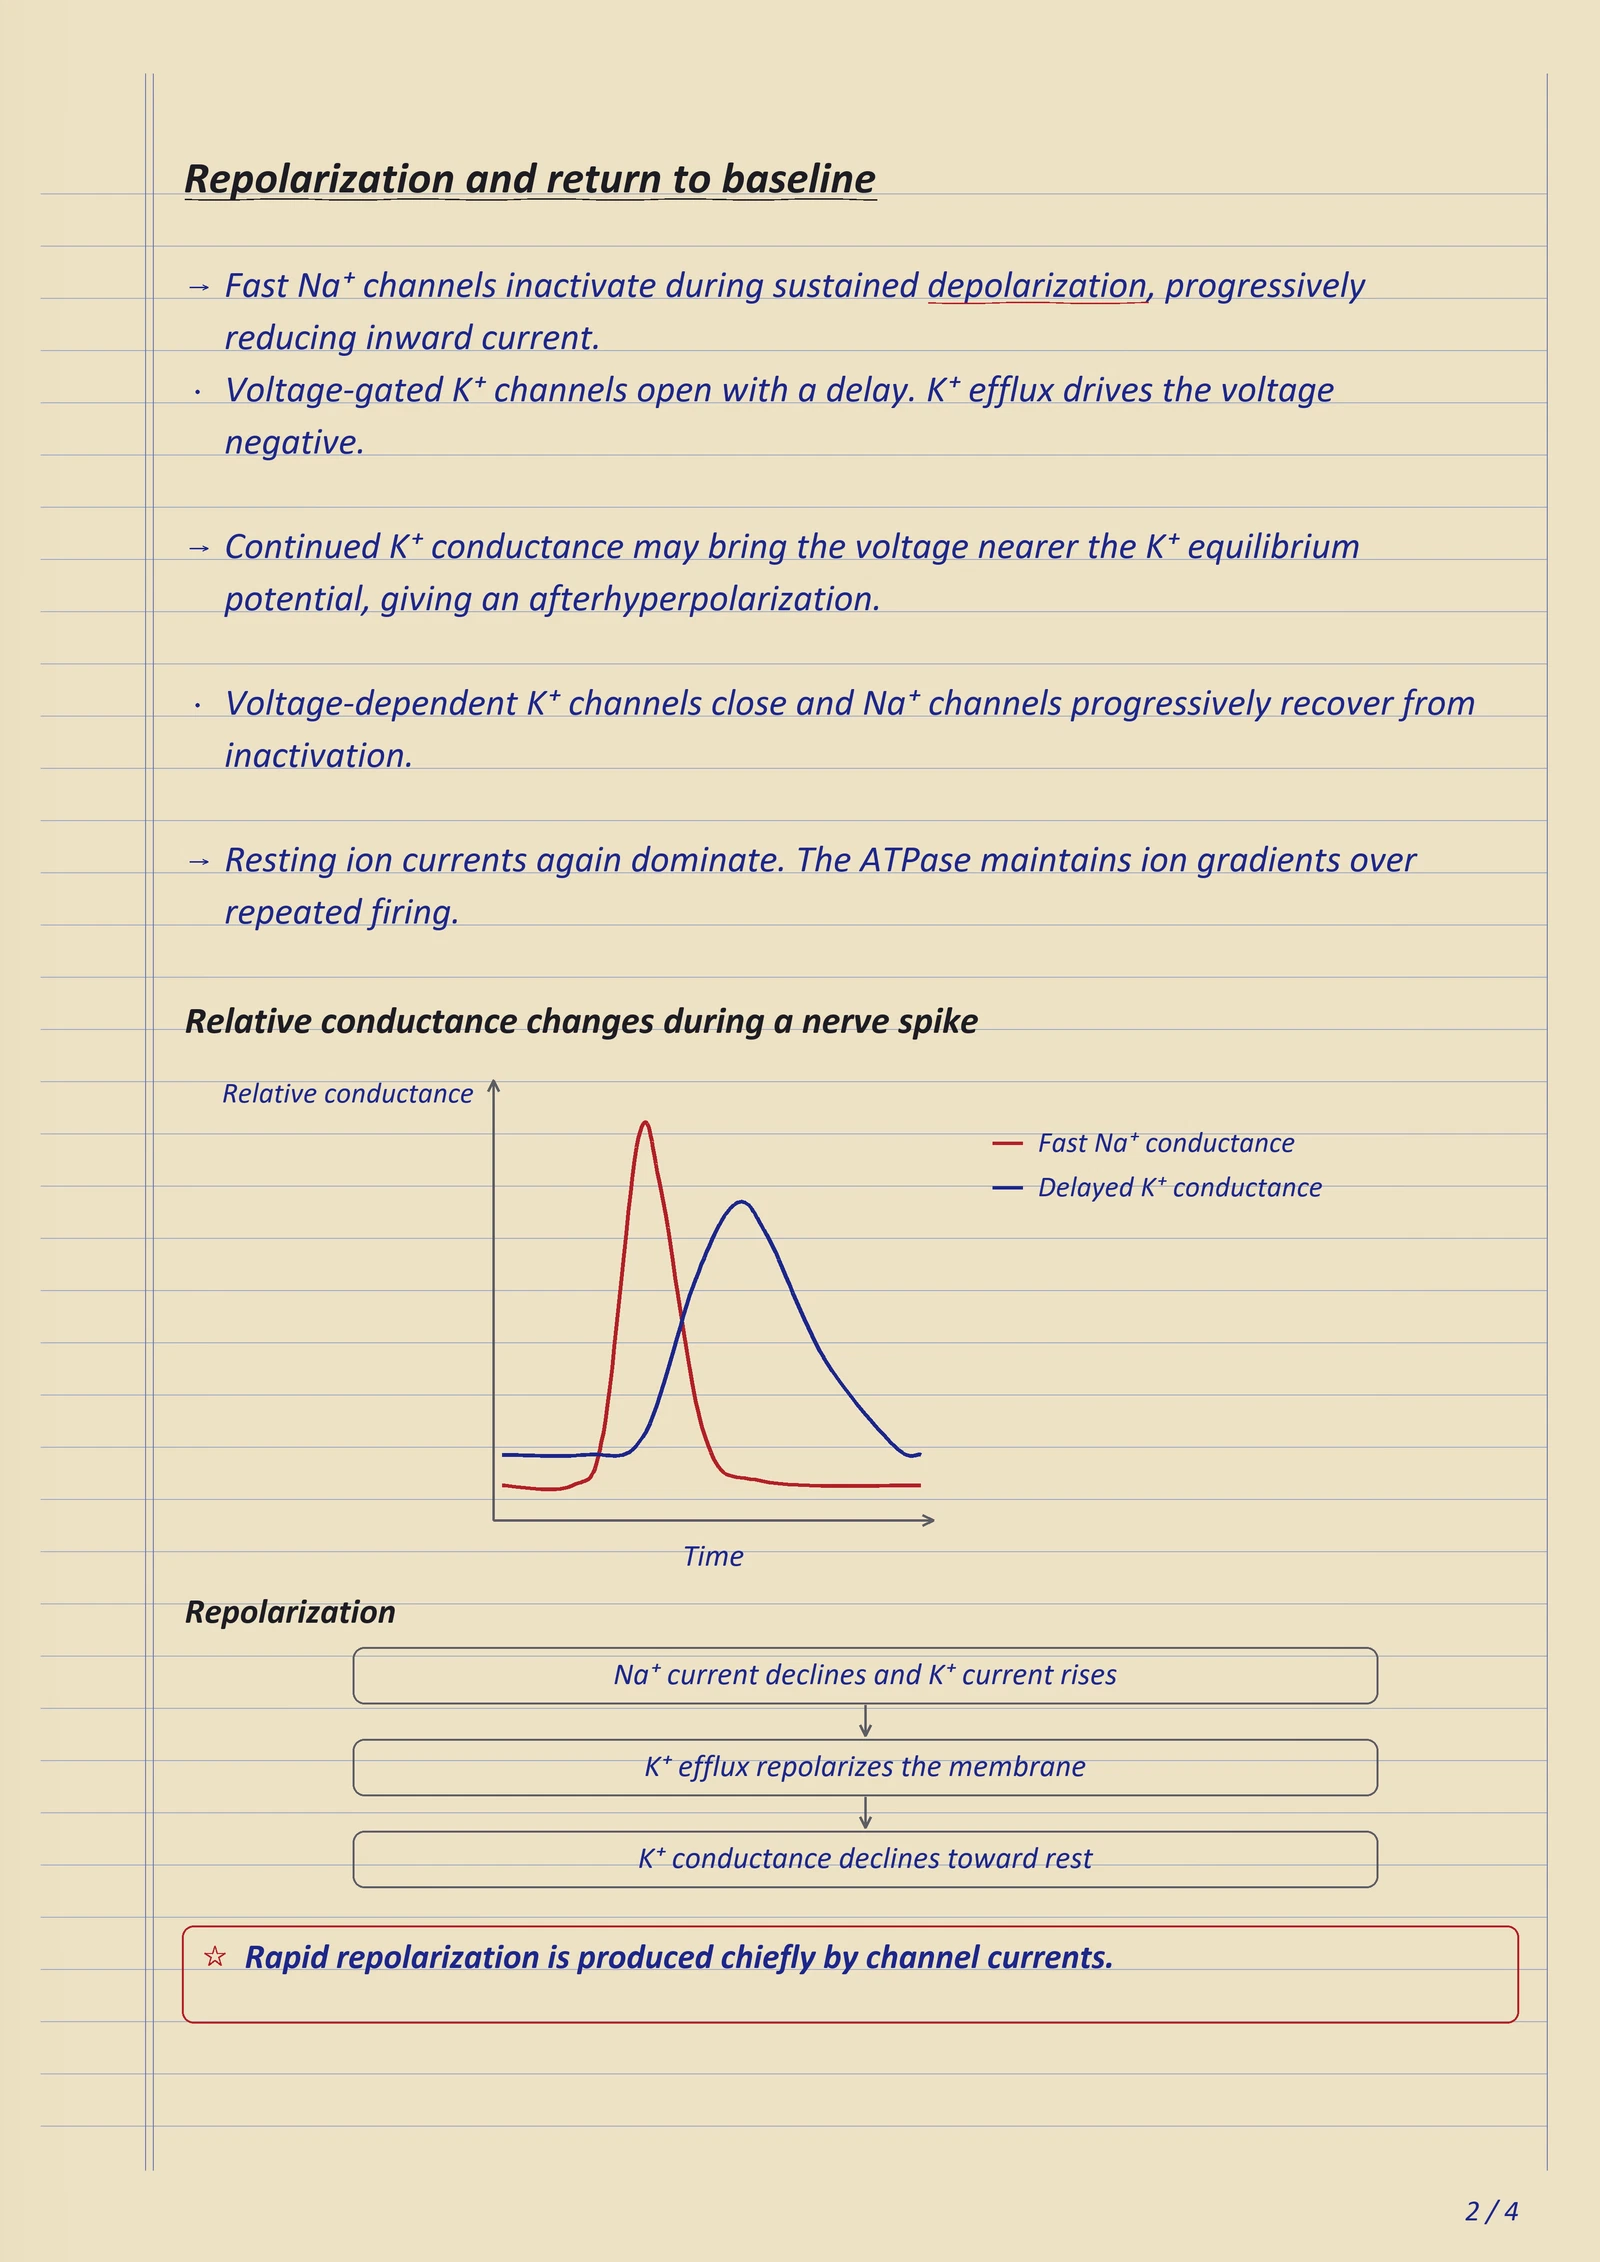 Repolarization and return to baseline
→ Fast Na⁺ channels inactivate during sustained depolarization, progressively
reducing inward current.
· Voltage-gated K⁺ channels open with a delay. K⁺ efflux drives the voltage
negative.
→ Continued K⁺ conductance may bring the voltage nearer the K⁺ equilibrium
potential, giving an afterhyperpolarization.
· Voltage-dependent K⁺ channels close and Na⁺ channels progressively recover from
inactivation.
→ Resting ion currents again dominate. The ATPase maintains ion gradients over
repeated firing.
Relative conductance changes during a nerve spike
Relative conductance
Fast Na⁺ conductance
Delayed K⁺ conductance
Time
Repolarization
Na⁺ current declines and K⁺ current rises
K⁺ efflux repolarizes the membrane
K⁺ conductance declines toward rest
☆ Rapid repolarization is produced chiefly by channel currents.
2 / 4